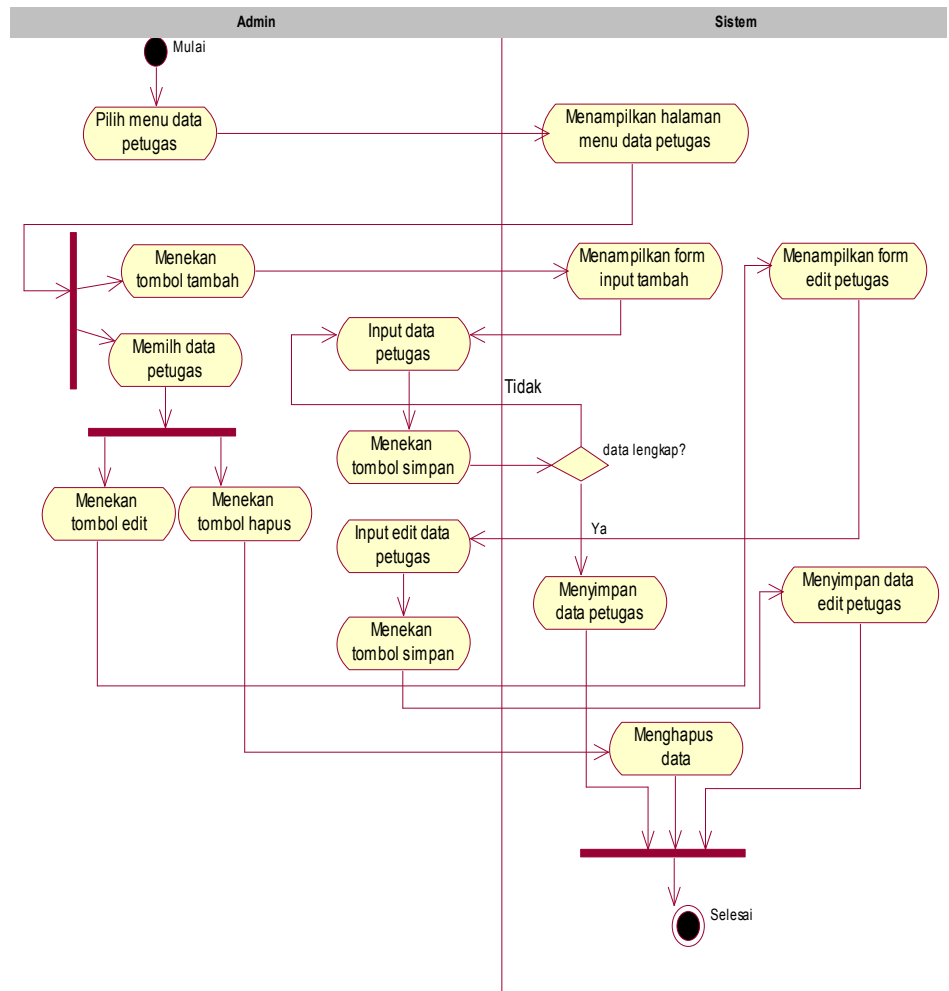 Admin
Sistem
Mulai
Pilih menu data
petugas
Menampilkan halaman
menu data petugas
Menekan
tombol tambah
Menampilkan form
input tambah
Menampilkan form
edit petugas
Input data
petugas
Memilh data
petugas
Tidak
Menekan
tombol simpan
data lengkap?
Menekan
tombol edit
Menekan
tombol hapus
Input edit data
petugas
Ya
Menyimpan
data petugas
Menyimpan data
edit petugas
Menekan
tombol simpan
Menghapus
data
Selesai